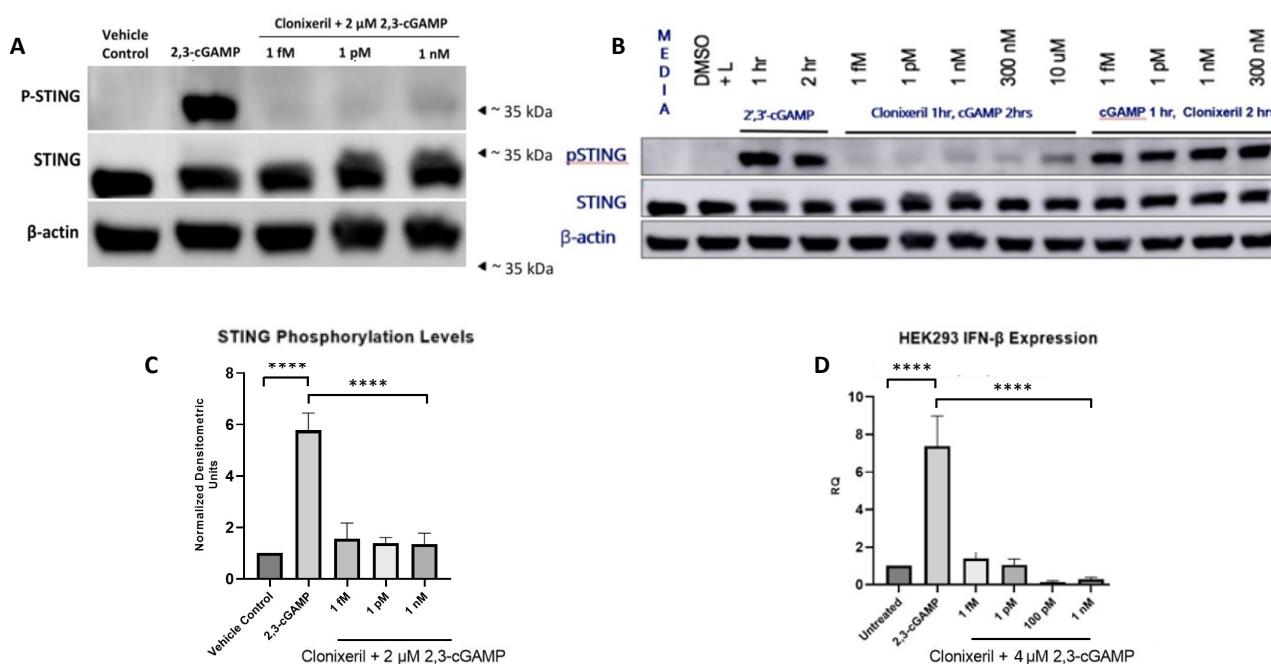 A
Vehicle
Control
2,3-cGAMP
Clonixeril + 2 µM 2,3-cGAMP
1 fM
1 pM
1 nM
P-STING
◄ ~ 35 kDa
STING
◄ ~ 35 kDa
β-actin
◄ ~ 35 kDa
B
MEDIA
DMSO
+ L
1 hr
2 hr
1 fM
1 pM
1 nM
300 nM
10 uM
1 fM
1 pM
1 nM
300 nM
2',3'-cGAMP
Clonixeril 1hr, cGAMP 2hrs
cGAMP 1 hr, Clonixeril 2 hrs
pSTING
STING
β-actin
C
STING Phosphorylation Levels
****
****
Normalized Densitometric
Units
8
6
4
2
0
Vehicle Control
2,3-cGAMP
1 fM
1 pM
1 nM
Clonixeril + 2 µM 2,3-cGAMP
D
HEK293 IFN-β Expression
****
****
RQ
10
8
6
4
2
0
Untreated
2,3-cGAMP
1 fM
1 pM
100 pM
1 nM
Clonixeril + 4 µM 2,3-cGAMP